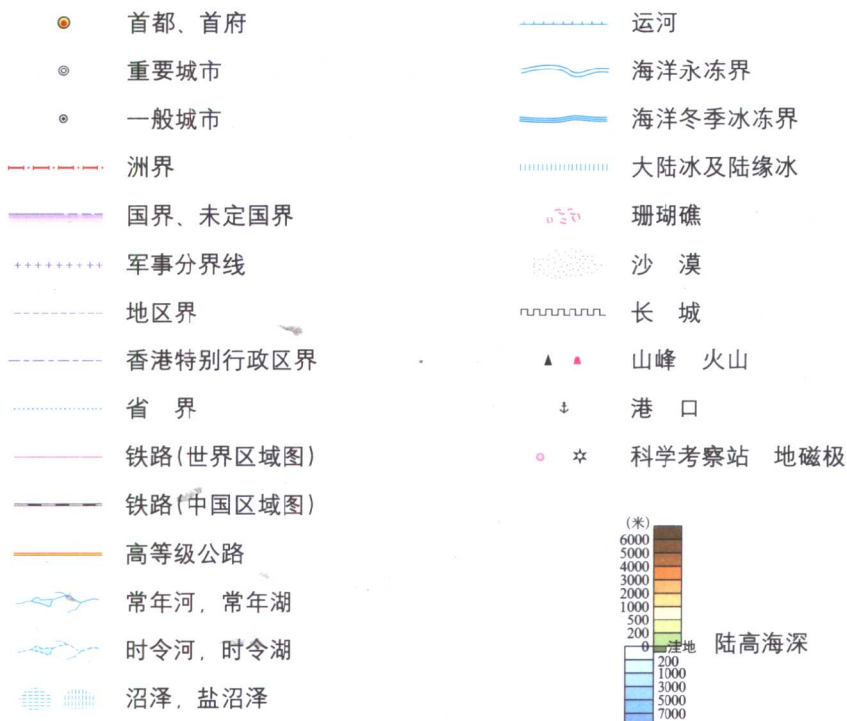 首都、首府
重要城市
一般城市
洲界
国界、未定国界
军事分界线
地区界
香港特别行政区界
省 界
铁路(世界区域图)
铁路(中国区域图)
高等级公路
常年河，常年湖
时令河，时令湖
沼泽，盐沼泽
运河
海洋永冻界
海洋冬季冰冻界
大陆冰及陆缘冰
珊瑚礁
沙 漠
长 城
山峰 火山
港 口
科学考察站 地磁极
(米)
6000
5000
4000
3000
2000
1000
500
200
0 洼地
陆高海深
200
1000
3000
5000
7000